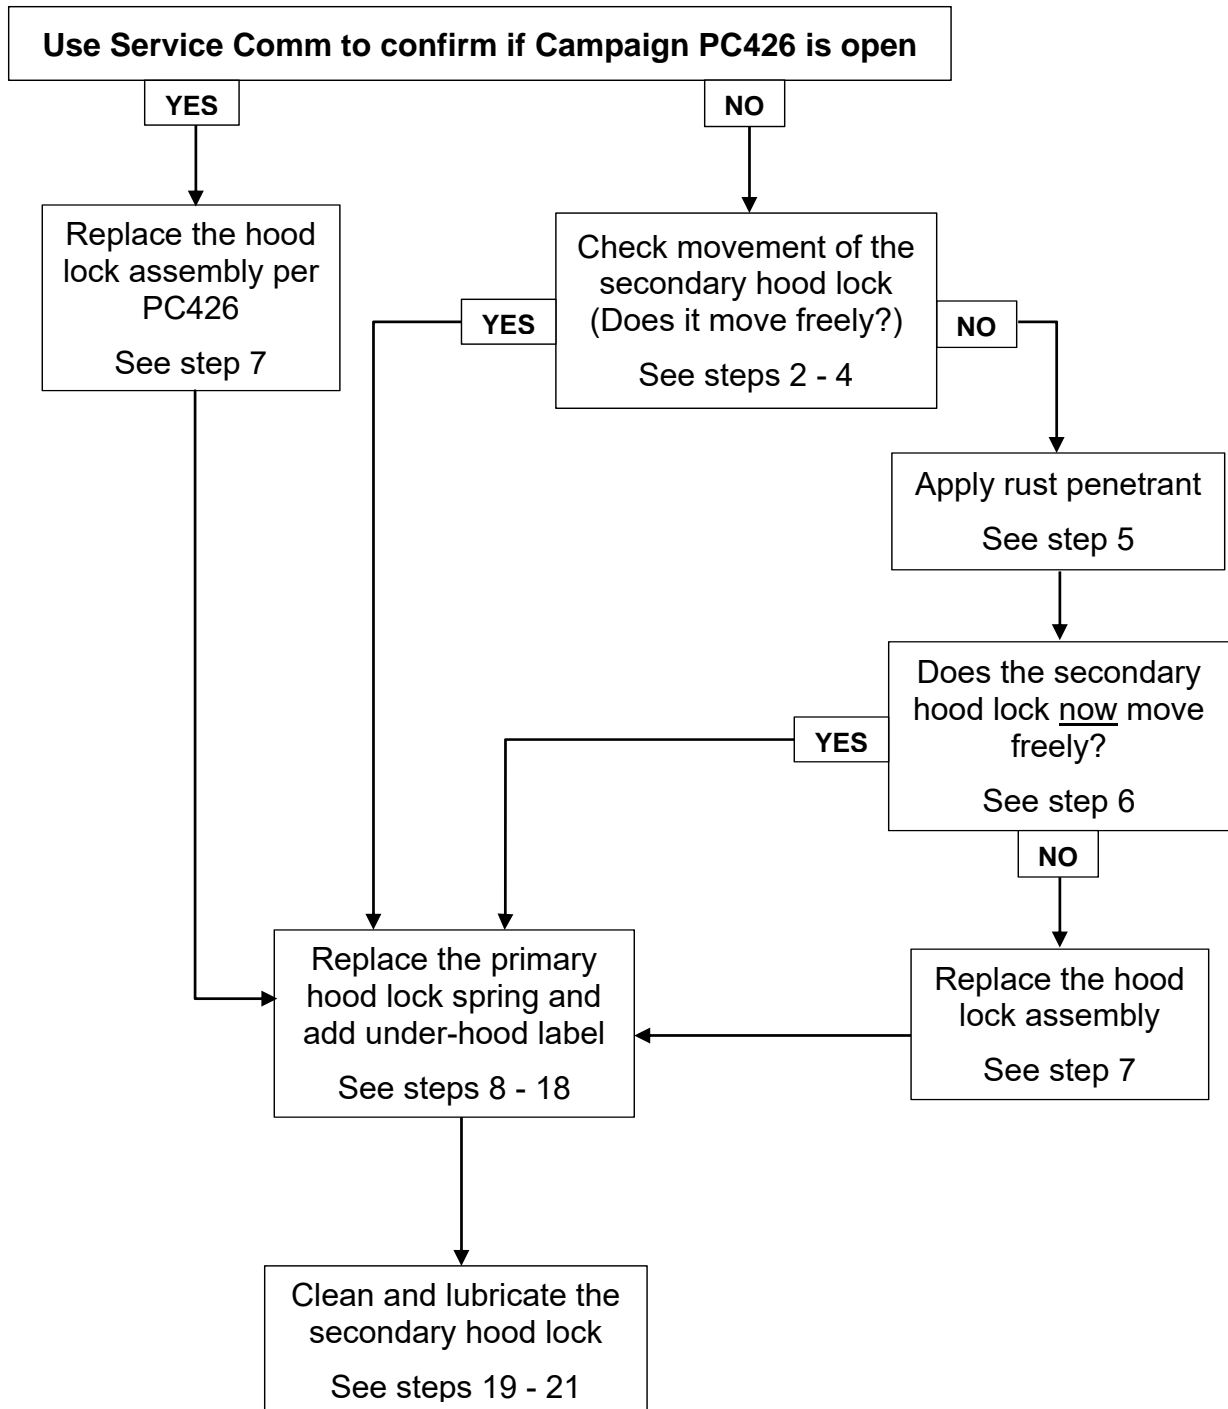 Use Service Comm to confirm if Campaign PC426 is open
YES
NO
Replace the hood
lock assembly per
PC426
See step 7
Check movement of the
secondary hood lock
(Does it move freely?)
See steps 2 - 4
YES
NO
Apply rust penetrant
See step 5
Does the secondary
hood lock now move
freely?
See step 6
YES
NO
Replace the primary
hood lock spring and
add under-hood label
See steps 8 - 18
Replace the hood
lock assembly
See step 7
Clean and lubricate the
secondary hood lock
See steps 19 - 21